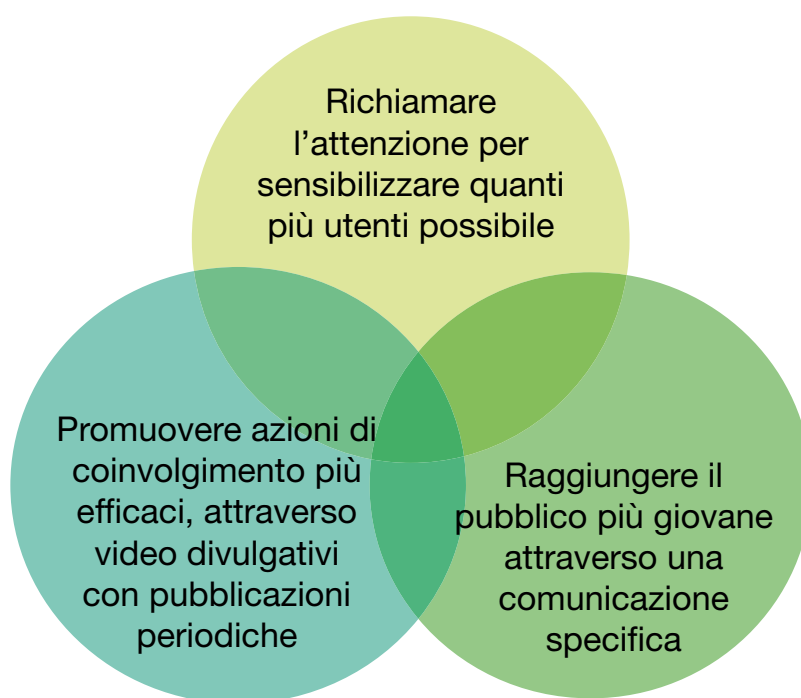 Richiamare
l’attenzione per
sensibilizzare quanti
più utenti possibile
Promuovere azioni di
coinvolgimento più
efficaci, attraverso
video divulgativi
con pubblicazioni
periodiche
Raggiungere il
pubblico più giovane
attraverso una
comunicazione
specifica